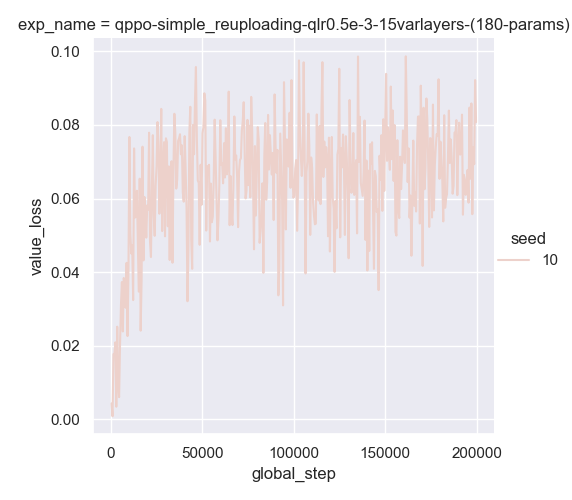 exp_name = qppo-simple_reuploading-qlr0.5e-3-15varlayers-(180-params)
0.10
0.08
0.06
0.04
0.02
0.00
value_loss
0 50000 100000 150000 200000
global_step
seed
10